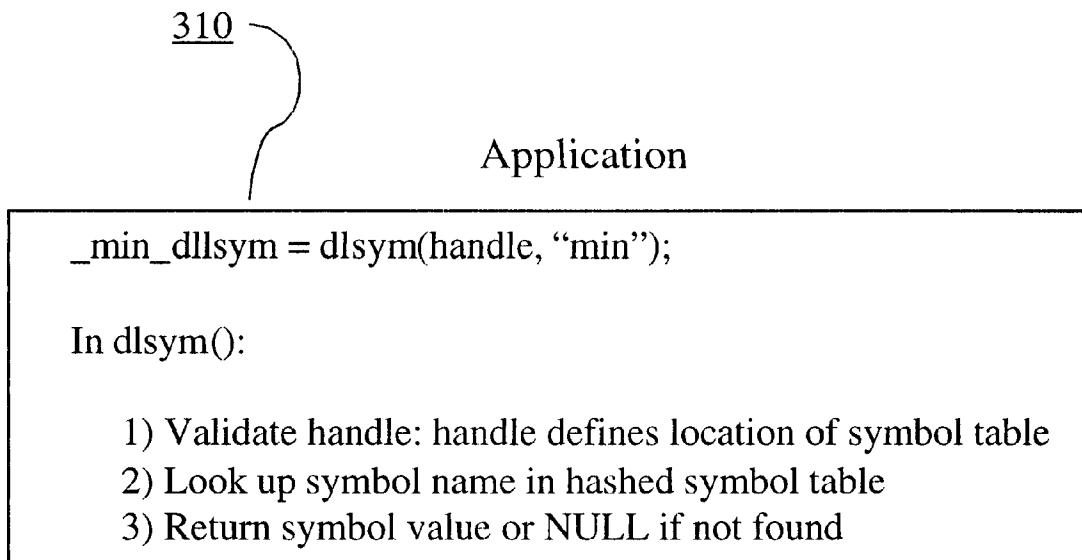 310
Application
_min_dllsym = dlsym(handle, “min”);
In dlsym():
1) Validate handle: handle defines location of symbol table
2) Look up symbol name in hashed symbol table
3) Return symbol value or NULL if not found